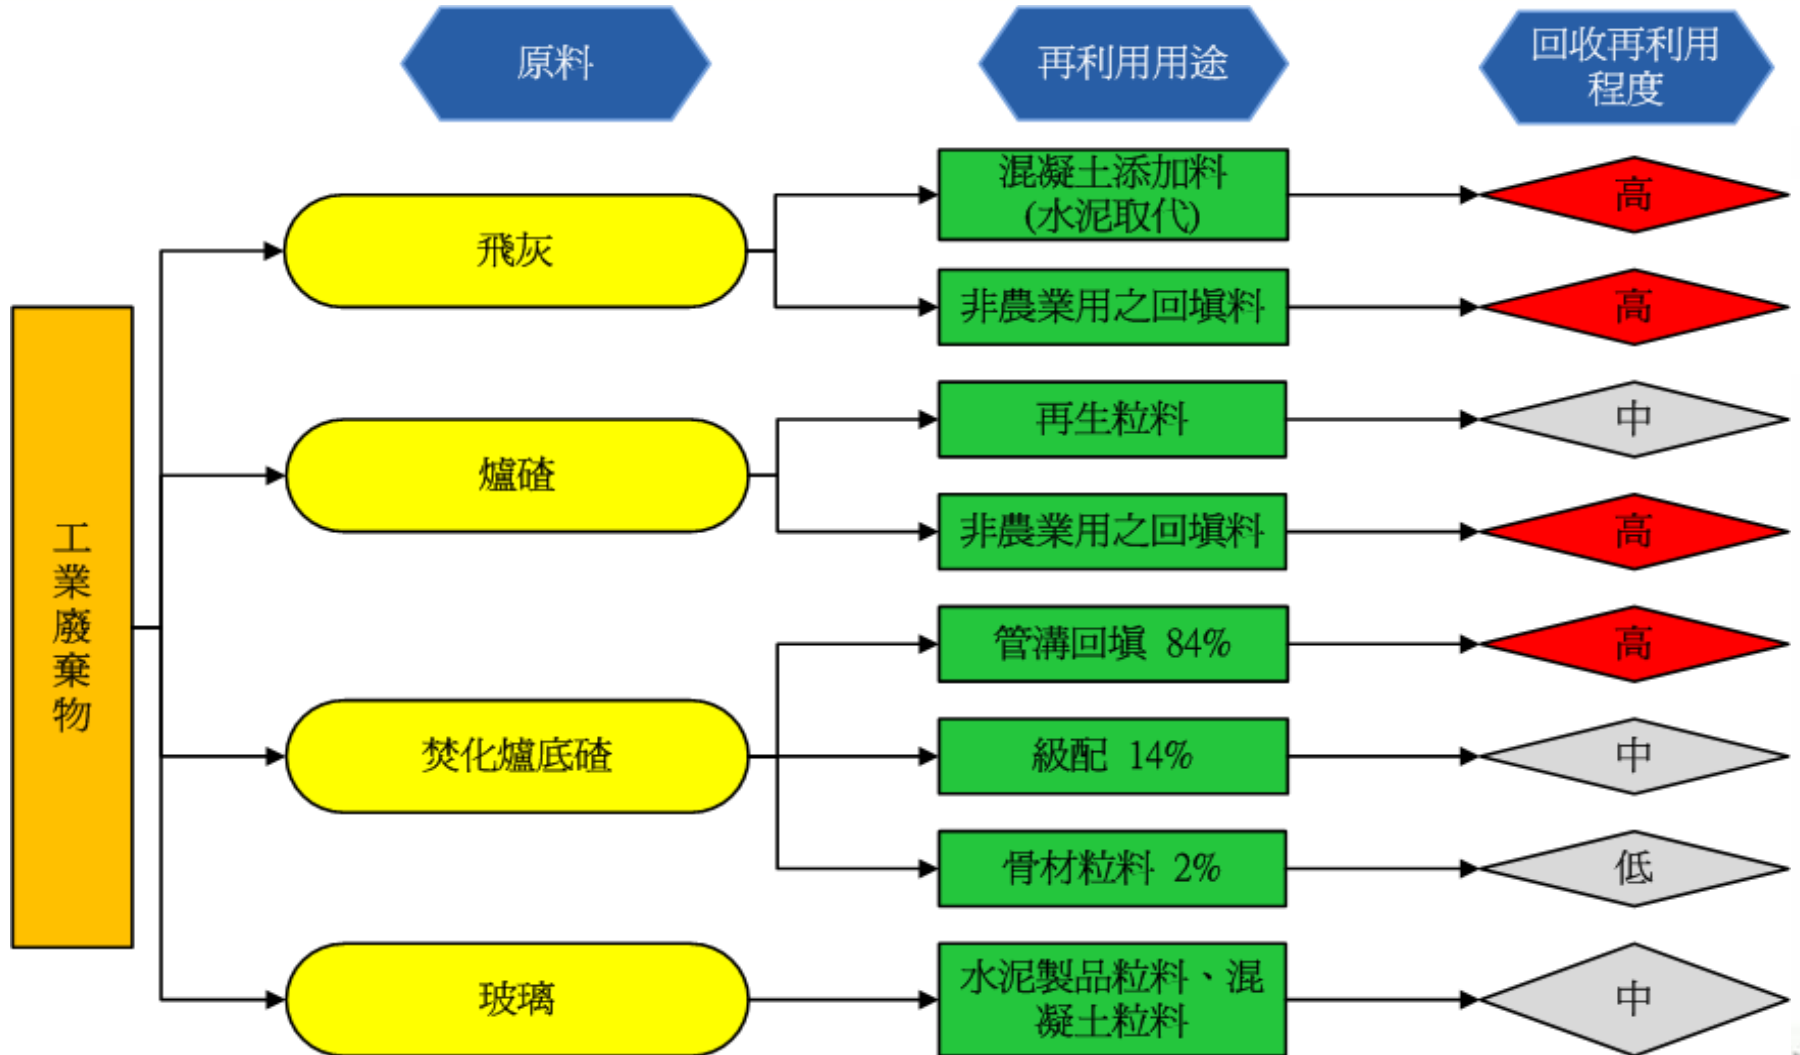 原料
再利用用途
回收再利用
程度
工
業
廢
棄
物
飛灰
混凝土添加料
(水泥取代)
高
非農業用之回填料
高
爐碴
再生粒料
中
非農業用之回填料
高
焚化爐底碴
管溝回填 84%
高
級配 14%
中
骨材粒料 2%
低
玻璃
水泥製品粒料、混
凝土粒料
中